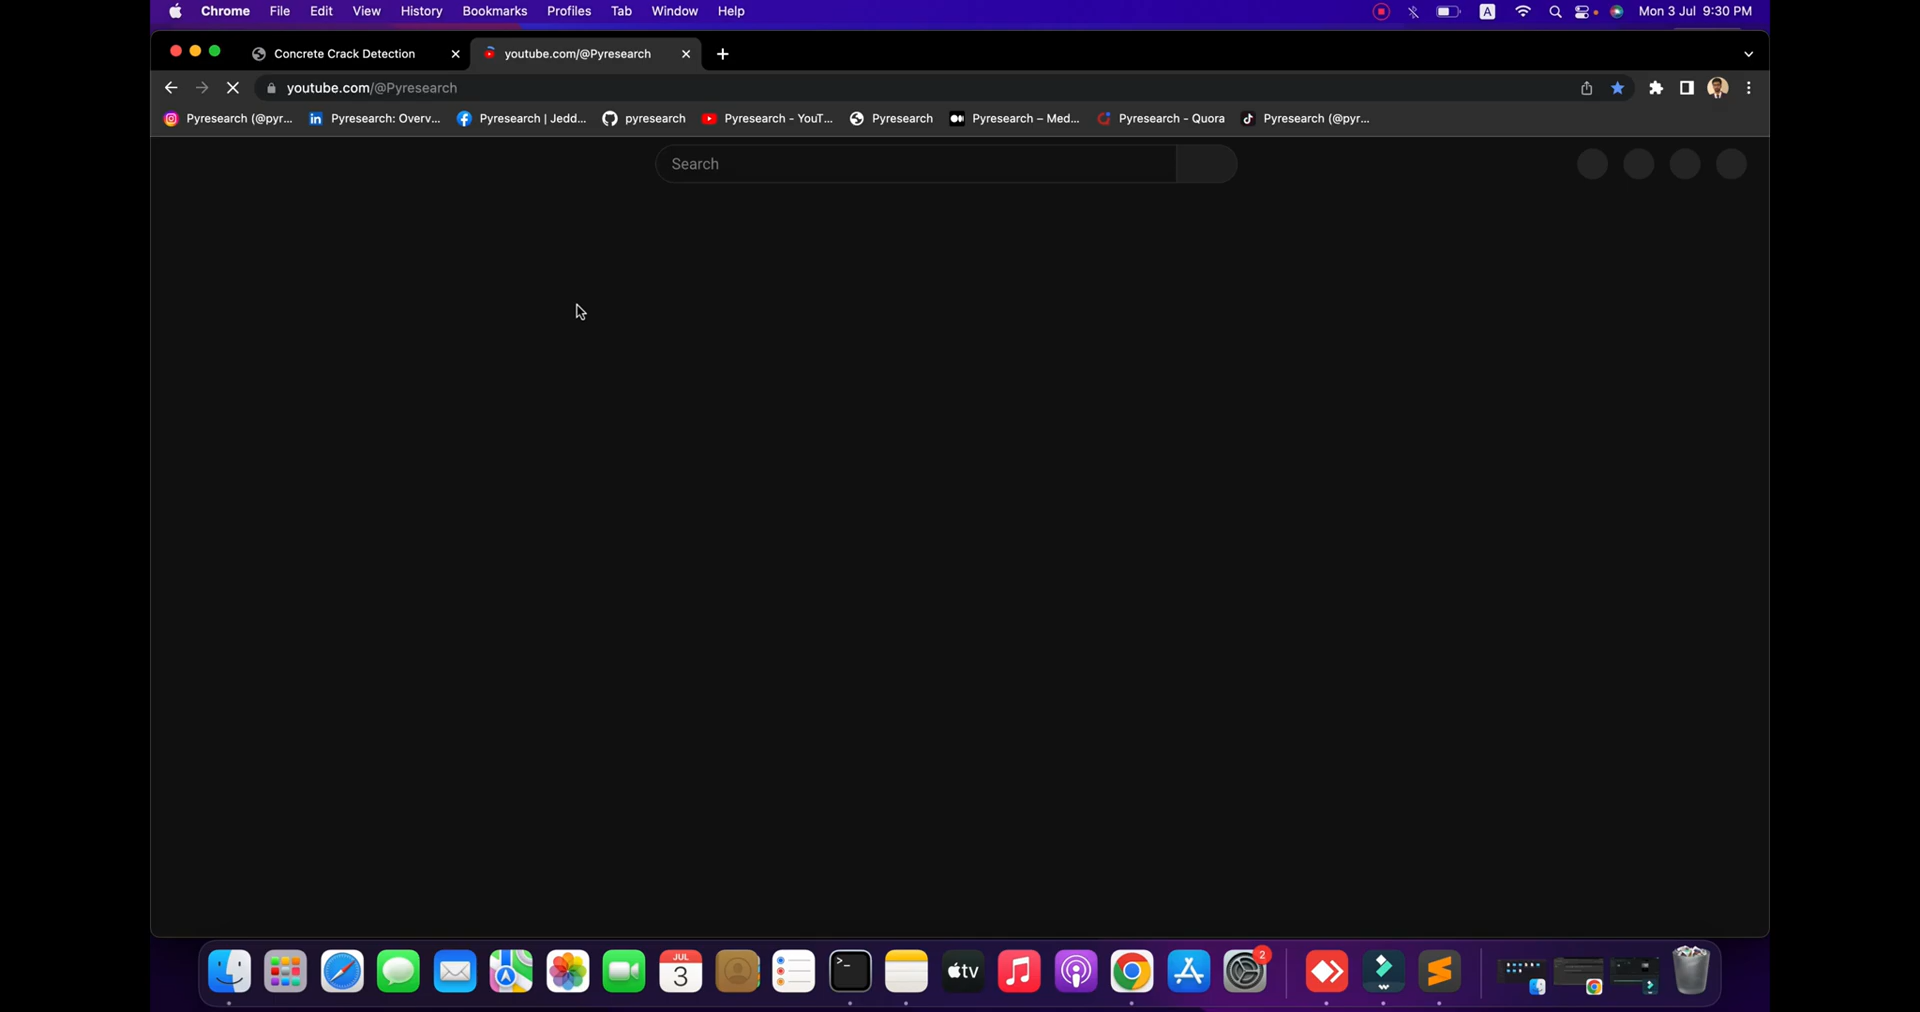 Chrome File Edit View History Bookmarks Profiles Tab Window Help A Mon 3 Jul 9:30 PM
Concrete Crack Detection youtube.com/@Pyresearch
youtube.com/@Pyresearch
Pyresearch (@pyr... Pyresearch: Overv... Pyresearch | Jedd... pyresearch Pyresearch - YouT... Pyresearch Pyresearch – Med... Pyresearch - Quora Pyresearch (@pyr...
Search
JUL
3
>_
tv
2